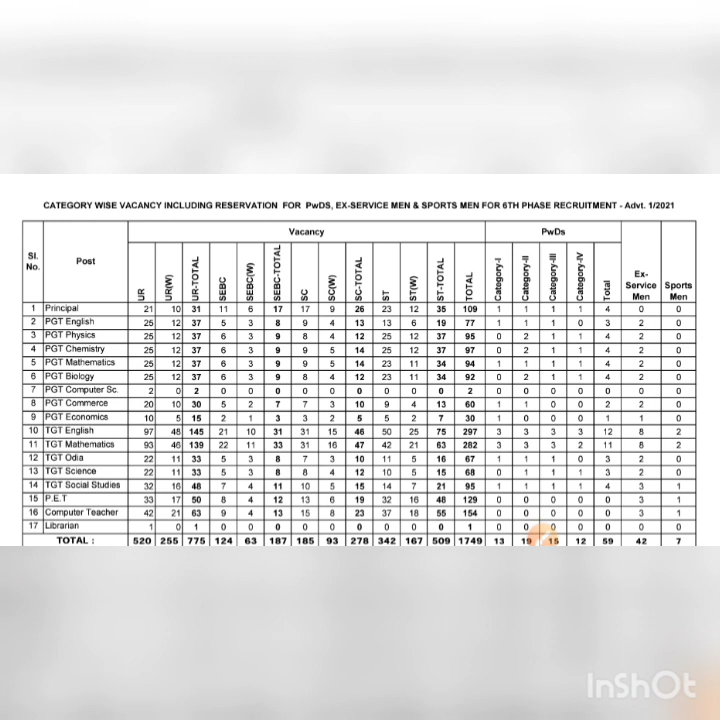 CATEGORY WISE VACANCY INCLUDING RESERVATION FOR PwDS, EX-SERVICE MEN & SPORTS MEN FOR 6TH PHASE RECRUITMENT - Advt. 1/2021
Sl. No. Post Vacancy PwDs Ex-Service Men Sports Men
UR UR(W) UR-TOTAL SEBC SEBC(W) SEBC-TOTAL SC SC(W) SC-TOTAL ST ST(W) ST-TOTAL TOTAL Category-I Category-II Category-III Category-IV Total
1 Principal 21 10 31 11 6 17 17 9 26 23 12 35 109 1 1 1 1 4 0 0
2 PGT English 25 12 37 5 3 8 9 4 13 13 6 19 77 1 1 1 0 3 2 0
3 PGT Physics 25 12 37 6 3 9 8 4 12 25 12 37 95 0 2 1 1 4 2 0
4 PGT Chemistry 25 12 37 6 3 9 9 5 14 25 12 37 97 0 2 1 1 4 2 0
5 PGT Mathematics 25 12 37 6 3 9 9 5 14 23 11 34 94 1 1 1 1 4 2 0
6 PGT Biology 25 12 37 6 3 9 8 4 12 23 11 34 92 0 2 1 1 4 2 0
7 PGT Computer Sc. 2 0 2 0 0 0 0 0 0 0 0 0 2 0 0 0 0 0 0 0
8 PGT Commerce 20 10 30 5 2 7 7 3 10 9 4 13 60 1 1 0 0 2 2 0
9 PGT Economics 10 5 15 2 1 3 3 2 5 5 2 7 30 1 0 0 0 1 1 0
10 TGT English 97 48 145 21 10 31 31 15 46 50 25 75 297 3 3 3 3 12 8 2
11 TGT Mathematics 93 46 139 22 11 33 31 16 47 42 21 63 282 3 3 3 2 11 8 2
12 TGT Odia 22 11 33 5 3 8 7 3 10 11 5 16 67 1 1 1 0 3 2 0
13 TGT Science 22 11 33 5 3 8 8 4 12 10 5 15 68 0 1 1 1 3 2 0
14 TGT Social Studies 32 16 48 7 4 11 10 5 15 14 7 21 95 1 1 1 1 4 3 1
15 P.E.T 33 17 50 8 4 12 13 6 19 32 16 48 129 0 0 0 0 0 3 1
16 Computer Teacher 42 21 63 9 4 13 15 8 23 37 18 55 154 0 0 0 0 0 3 1
17 Librarian 1 0 1 0 0 0 0 0 0 0 0 0 1 0 0 0 0 0 0 0
TOTAL : 520 255 775 124 63 187 185 93 278 342 167 509 1749 13 19 15 12 59 42 7
InShOt